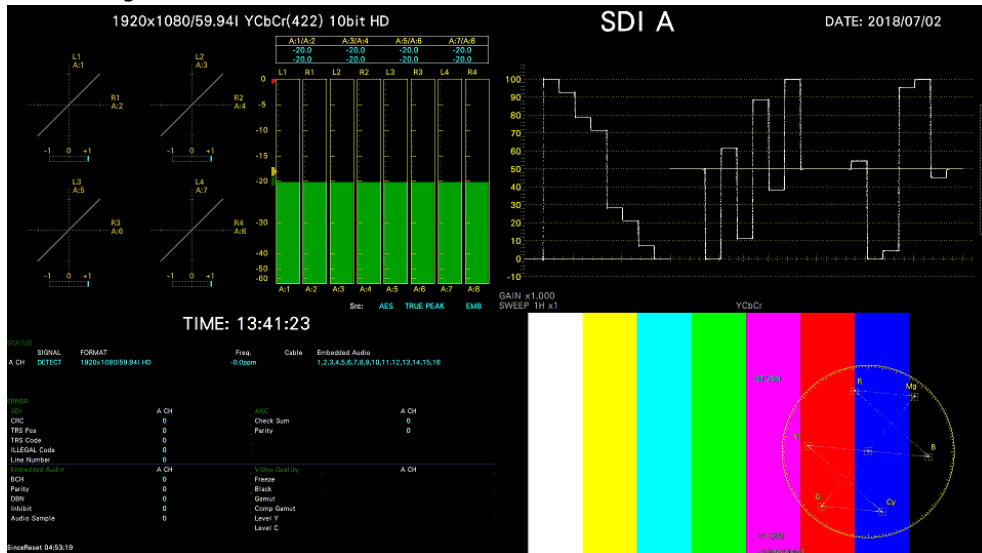 1920x1080/59.94I YCbCr(422) 10bit HD
SDI A
DATE: 2018/07/02
A:1/A:2 A:3/A:4 A:5/A:6 A:7/A:8
-20.0 -20.0 -20.0 -20.0
-20.0 -20.0 -20.0 -20.0
L1 R1 L2 R2 L3 R3 L4 R4
L1
A:1
R1
A:2
-1 0 +1
L2
A:3
R2
A:4
-1 0 +1
L3
A:5
R3
A:6
-1 0 +1
L4
A:7
R4
A:8
-1 0 +1
0
-5
-10
-15
-20
-30
-40
-50
-60
A:1 A:2 A:3 A:4 A:5 A:6 A:7 A:8
Src: AES TRUE PEAK EMB
100
90
80
70
60
50
40
30
20
10
0
-10
GAIN x1.000
SWEEP 1H x1
YCbCr
TIME: 13:41:23
STATUS
SIGNAL FORMAT Freq. Cable Embedded Audio
A CH DETECT 1920x1080/59.94I HD -0.0ppm 1,2,3,4,5,6,7,8,9,10,11,12,13,14,15,16
ERROR
SDI A CH ANC A CH
CRC 0 Check Sum 0
TRS Pos 0 Parity 0
TRS Code 0
ILLEGAL Code 0
Line Number 0
Embedded Audio A CH Video Quality A CH
BCH 0 Freeze
Parity 0 Black
DBN 0 Gamut
Inhibit 0 Comp Gamut
Audio Sample 0 Level Y
Level C
SinceReset 04:53:19
R
Mg
B
G
Cy